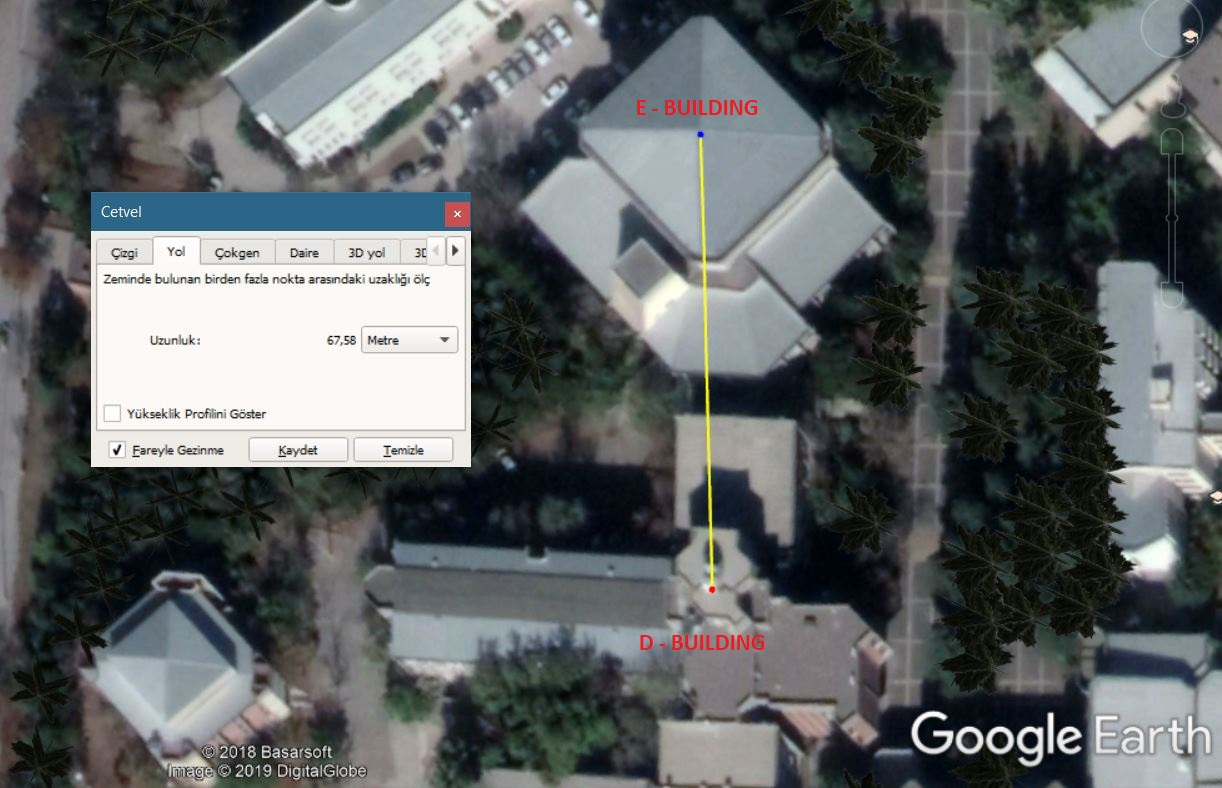 E - BUILDING
Cetvel
Çizgi Yol Çokgen Daire 3D yol
Zeminde bulunan birden fazla nokta arasındaki uzaklığı ölç
Uzunluk: 67,58 Metre
Yükseklik Profilini Göster
Fareyle Gezinme Kaydet Temizle
D - BUILDING
© 2018 Basarsoft
Image © 2019 DigitalGlobe
Google Earth